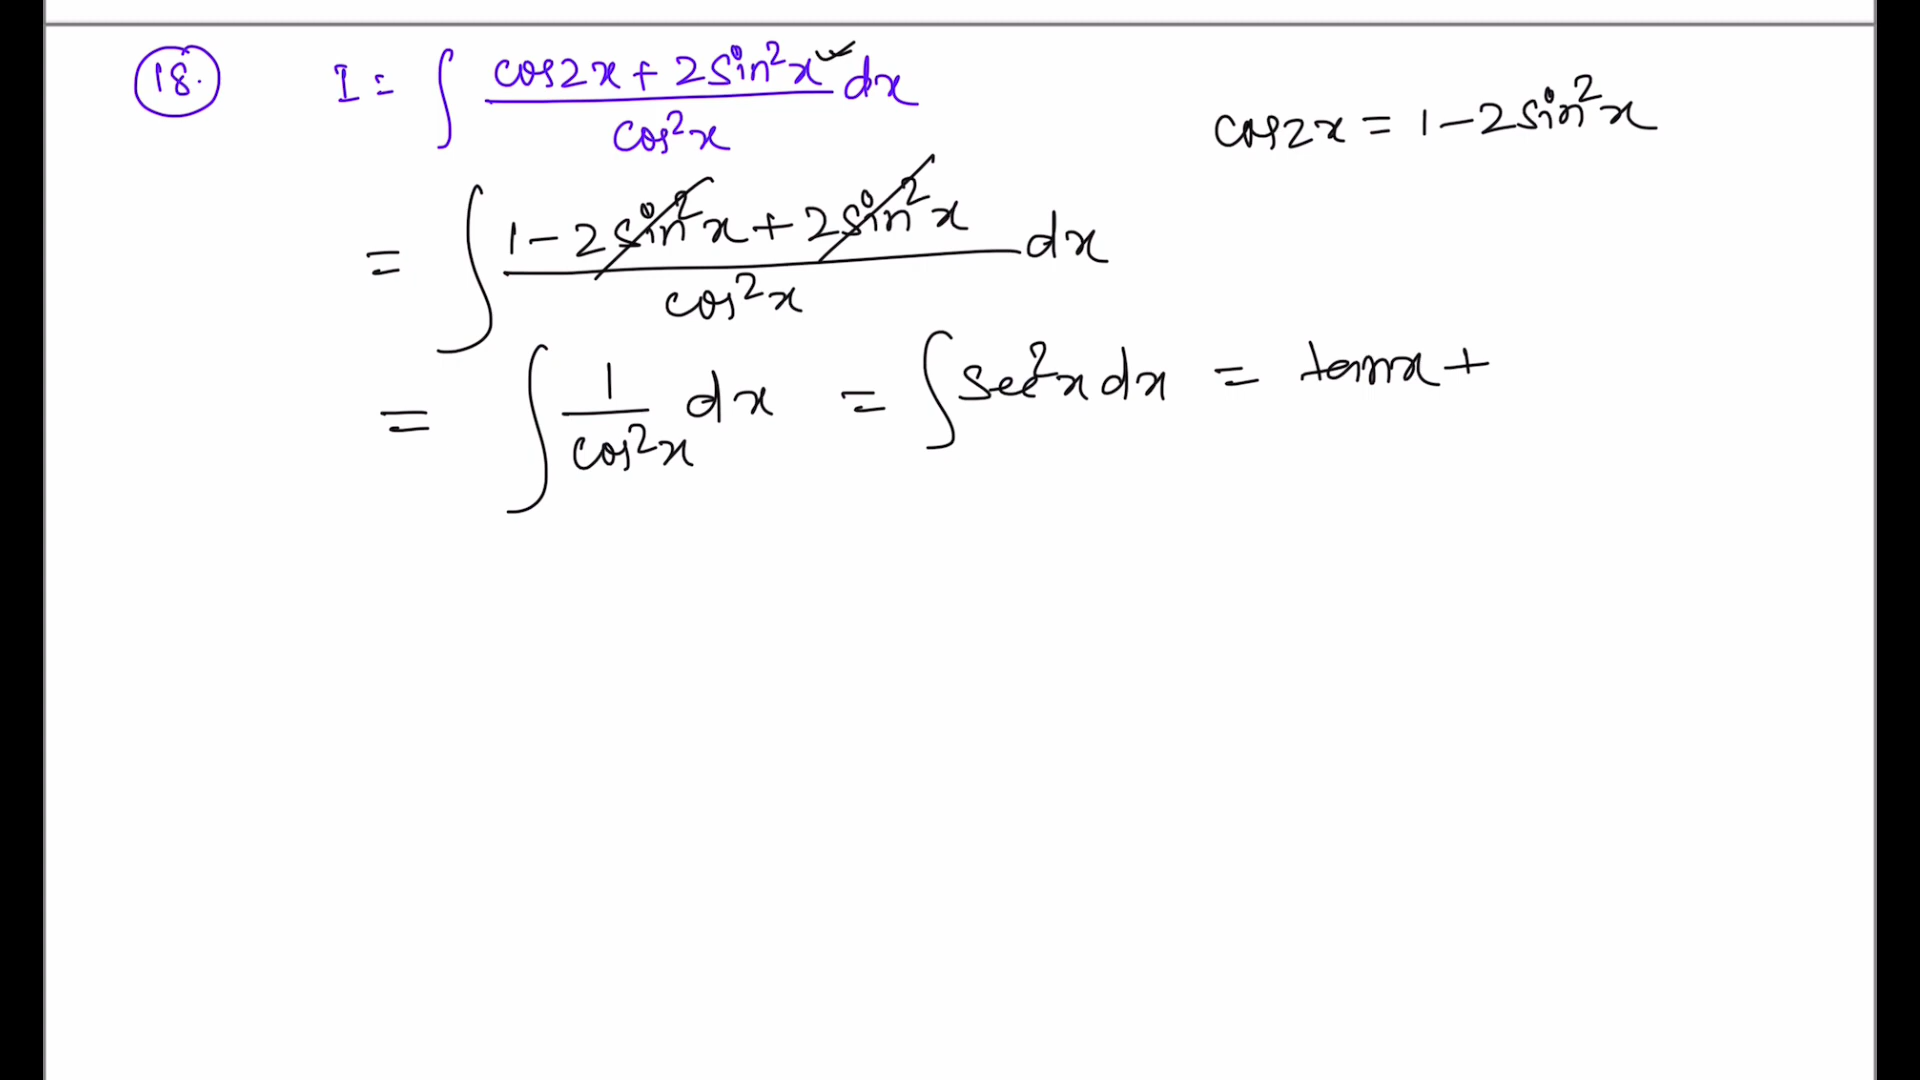 18. I = ∫ (cos2x + 2sin²x)/(cos²x) dx
cos2x = 1 - 2sin²x
= ∫ (1 - 2sin²x + 2sin²x)/(cos²x) dx
= ∫ 1/(cos²x) dx = ∫ sec²x dx = tanx +